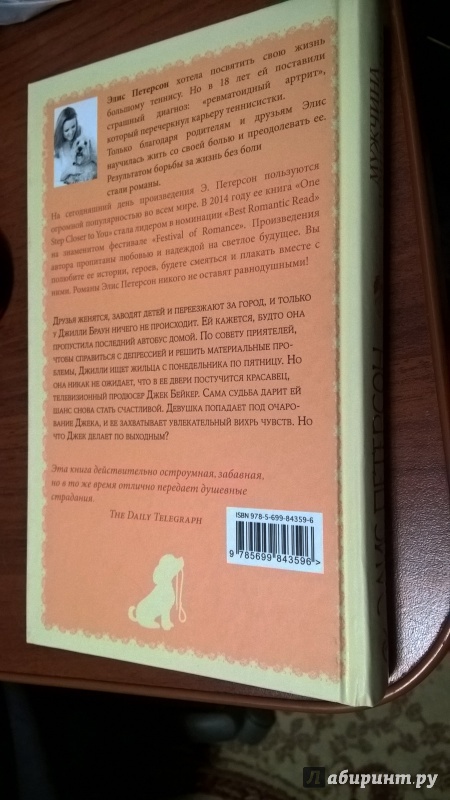 Элис Петерсон хотела посвятить свою жизнь
большому теннису. Но в 18 лет ей поставили
страшный диагноз: «ревматоидный артрит»,
который перечеркнул карьеру теннисистки.
Только благодаря родителям и друзьям Элис
научилась жить со своей болью и преодолевать ее.
Результатом борьбы за жизнь без боли
стали романы.
На сегодняшний день произведения Э. Петерсон пользуются
огромной популярностью во всем мире. В 2014 году ее книга «One
Step Closer to You» стала лидером в номинации «Best Romantic Read»
на знаменитом фестивале «Festival of Romance». Произведения
автора пропитаны любовью и надеждой на светлое будущее. Вы
полюбите ее истории, героев, будете смеяться и плакать вместе с
ними. Романы Элис Петерсон никого не оставят равнодушными!
Друзья женятся, заводят детей и переезжают за город, и только
у Джилли Браун ничего не происходит. Ей кажется, будто она
пропустила последний автобус домой. По совету приятелей,
чтобы справиться с депрессией и решить материальные про-
блемы, Джилли ищет жильца с понедельника по пятницу. Но
она никак не ожидает, что в ее двери постучится красавец,
телевизионный продюсер Джек Бейкер. Сама судьба дарит ей
шанс снова стать счастливой. Девушка попадает под очаро-
вание Джека, и ее захватывает увлекательный вихрь чувств. Но
что Джек делает по выходным?
Эта книга действительно остроумная, забавная,
но в то же время отлично передает душевные
страдания.
The Daily Telegraph
ISBN 978-5-699-84359-6
9 785699 843596 >
Лабиринт.ру